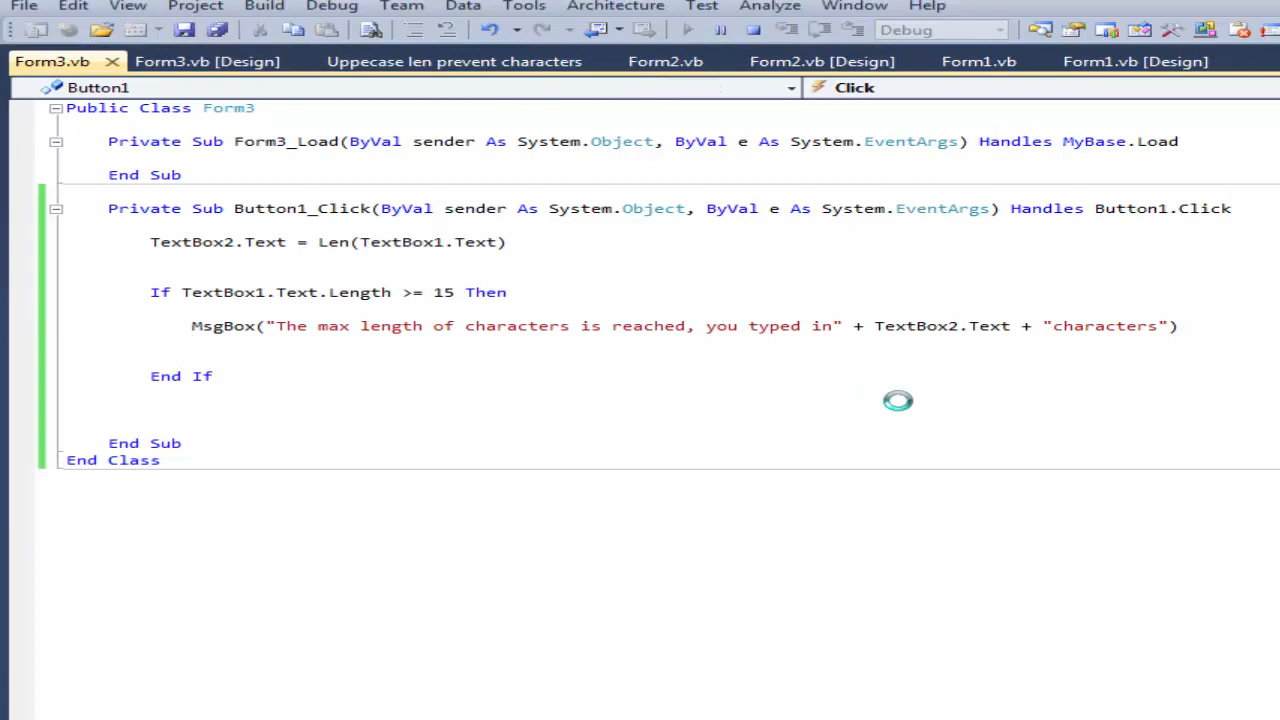 File Edit View Project Build Debug Team Data Tools Architecture Test Analyze Window Help
Debug
Form3.vb Form3.vb [Design] Uppecase len prevent characters Form2.vb Form2.vb [Design] Form1.vb Form1.vb [Design]
Button1 Click
Public Class Form3
Private Sub Form3_Load(ByVal sender As System.Object, ByVal e As System.EventArgs) Handles MyBase.Load
End Sub
Private Sub Button1_Click(ByVal sender As System.Object, ByVal e As System.EventArgs) Handles Button1.Click
TextBox2.Text = Len(TextBox1.Text)
If TextBox1.Text.Length >= 15 Then
MsgBox("The max length of characters is reached, you typed in" + TextBox2.Text + "characters")
End If
End Sub
End Class